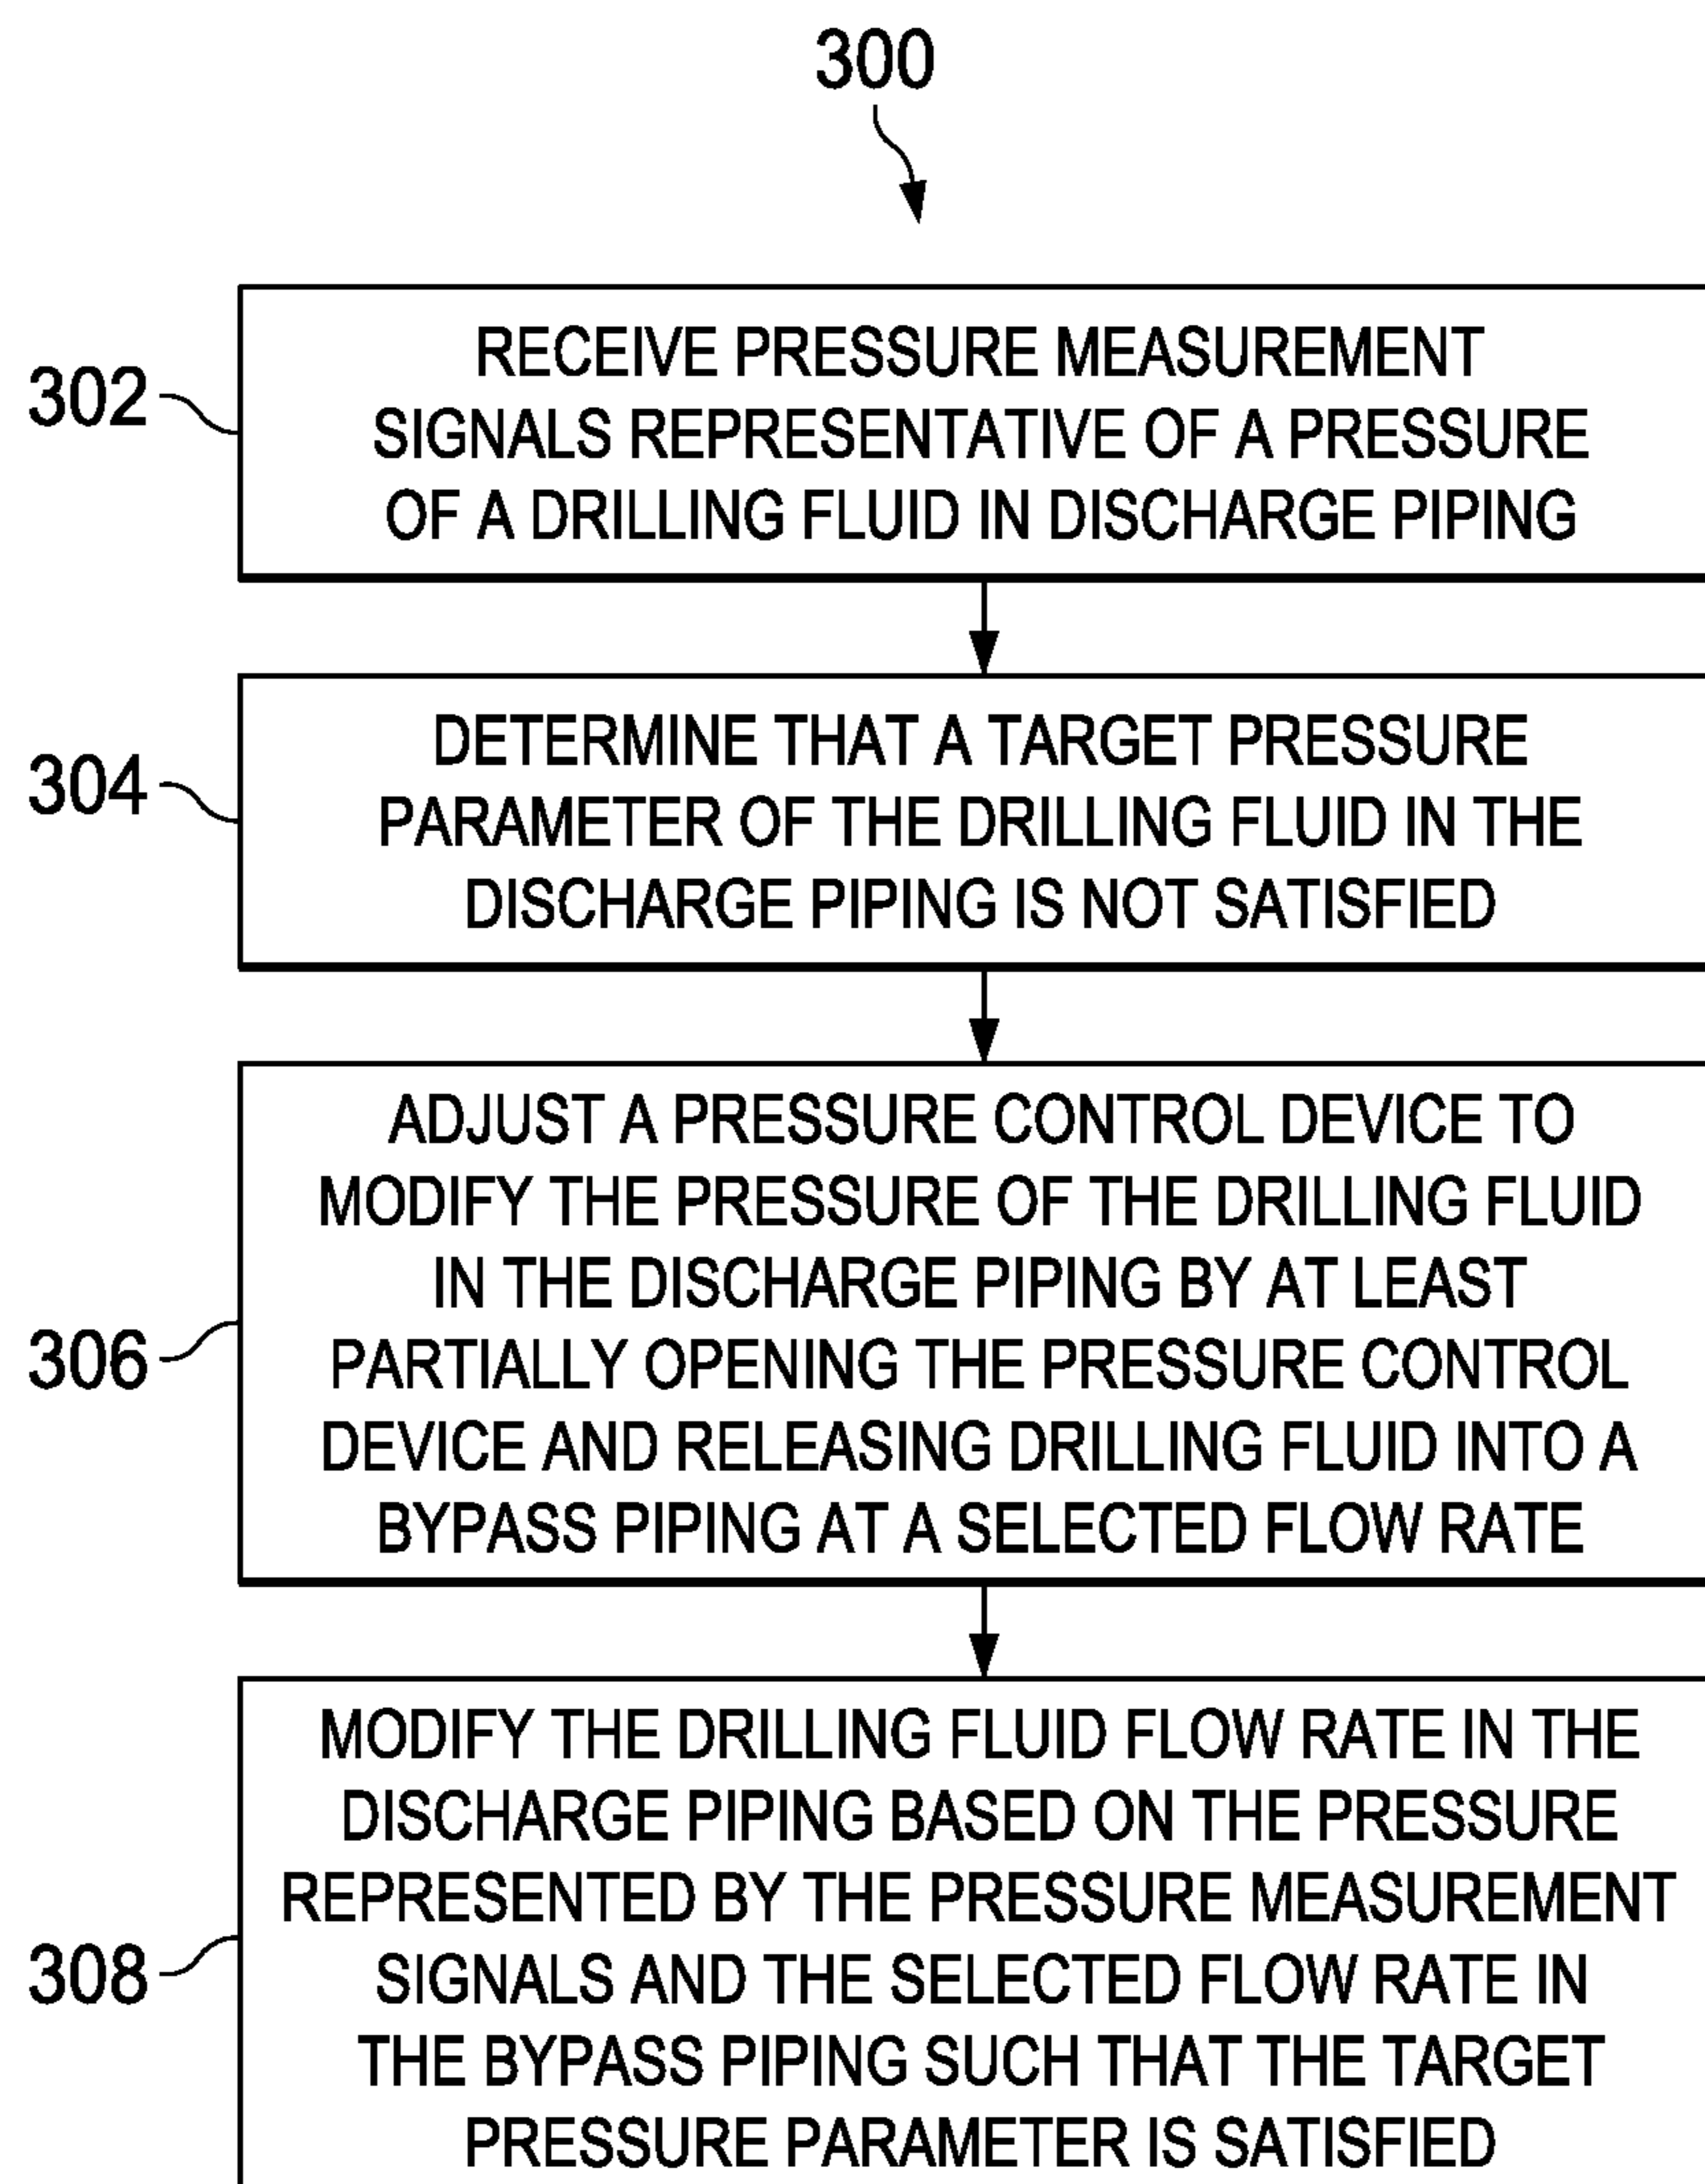 300
302
RECEIVE PRESSURE MEASUREMENT
SIGNALS REPRESENTATIVE OF A PRESSURE
OF A DRILLING FLUID IN DISCHARGE PIPING
304
DETERMINE THAT A TARGET PRESSURE
PARAMETER OF THE DRILLING FLUID IN THE
DISCHARGE PIPING IS NOT SATISFIED
306
ADJUST A PRESSURE CONTROL DEVICE TO
MODIFY THE PRESSURE OF THE DRILLING FLUID
IN THE DISCHARGE PIPING BY AT LEAST
PARTIALLY OPENING THE PRESSURE CONTROL
DEVICE AND RELEASING DRILLING FLUID INTO A
BYPASS PIPING AT A SELECTED FLOW RATE
308
MODIFY THE DRILLING FLUID FLOW RATE IN THE
DISCHARGE PIPING BASED ON THE PRESSURE
REPRESENTED BY THE PRESSURE MEASUREMENT
SIGNALS AND THE SELECTED FLOW RATE IN
THE BYPASS PIPING SUCH THAT THE TARGET
PRESSURE PARAMETER IS SATISFIED